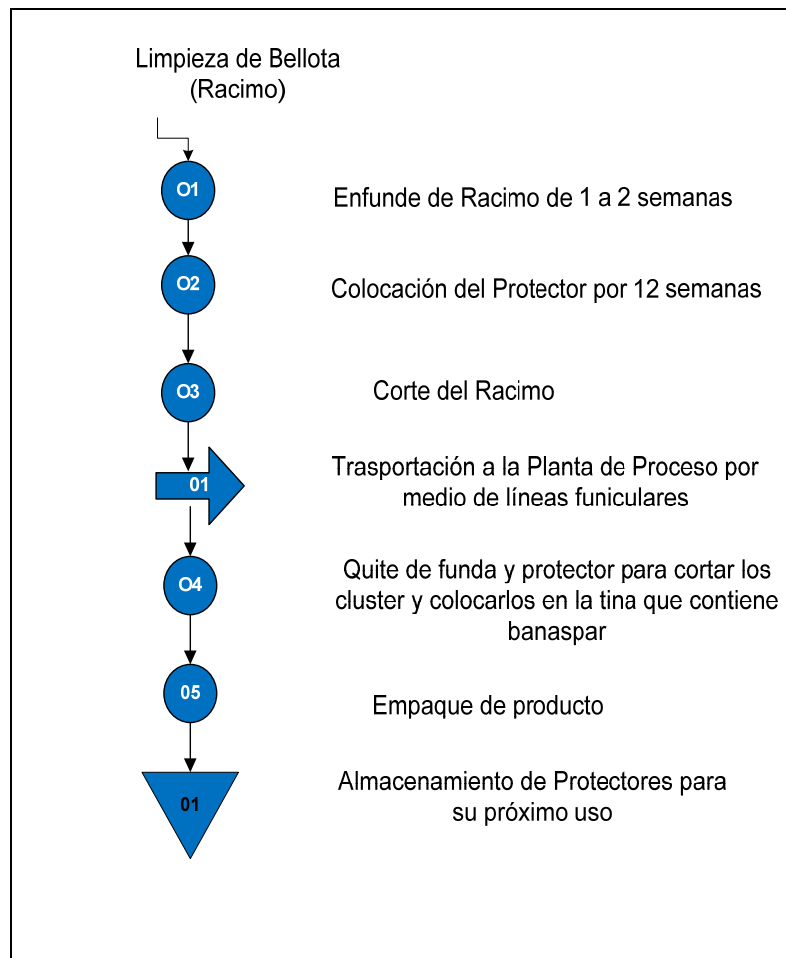 Limpieza de Bellota
(Racimo)
O1
Enfunde de Racimo de 1 a 2 semanas
O2
Colocación del Protector por 12 semanas
O3
Corte del Racimo
01
Trasportación a la Planta de Proceso por
medio de líneas funiculares
O4
Quite de funda y protector para cortar los
cluster y colocarlos en la tina que contiene
banaspar
05
Empaque de producto
01
Almacenamiento de Protectores para
su próximo uso